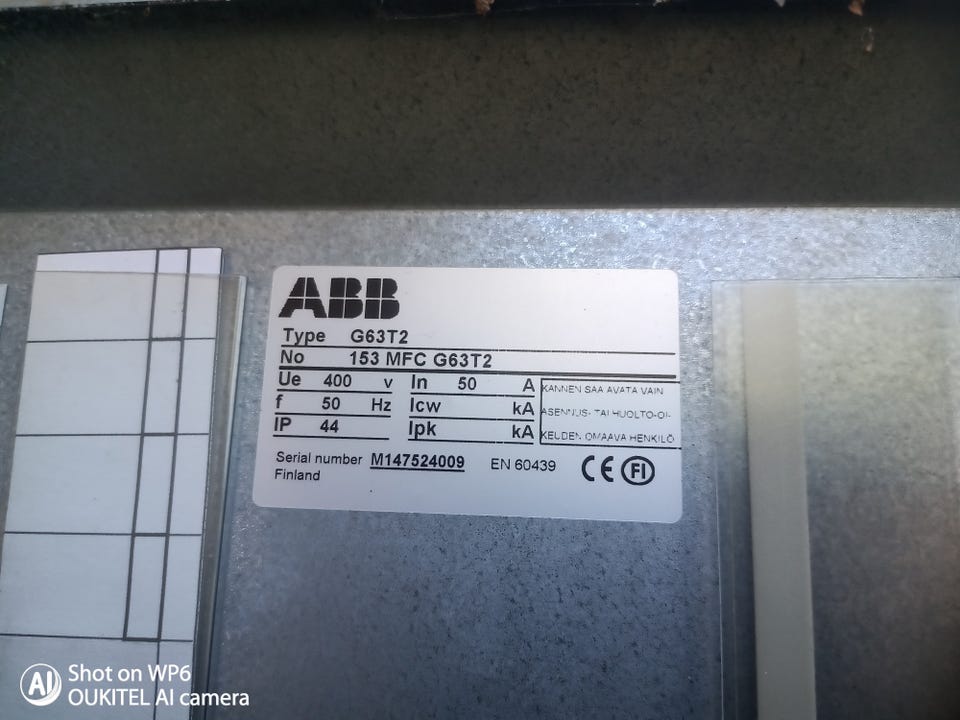 ABB
Type G63T2
No 153 MFC G63T2
Ue 400 v In 50 A
f 50 Hz Icw kA
IP 44 Ipk kA
KANNEN SAA AVATA VAIN
ASENNUS- TAI HUOLTO-OI-
KEUDEN OMAAVA HENKILÖ
Serial number M147524009 EN 60439 CE FI
Finland
AI Shot on WP6
OUKITEL AI camera